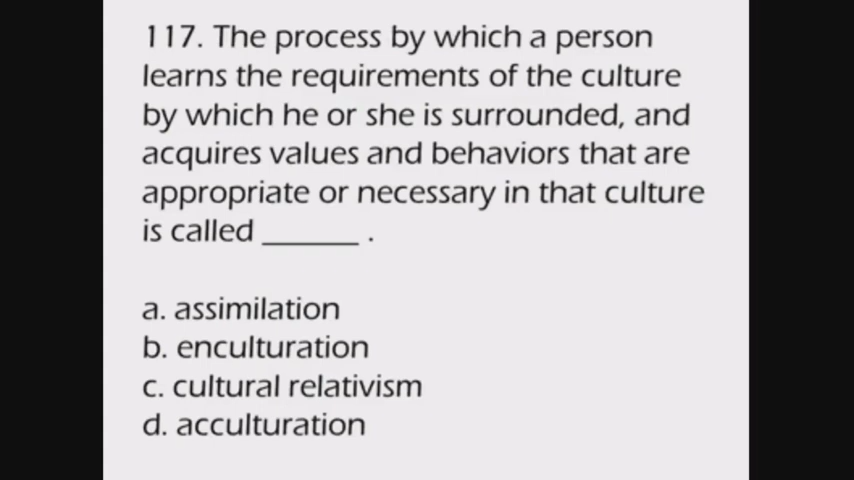 117. The process by which a person
learns the requirements of the culture
by which he or she is surrounded, and
acquires values and behaviors that are
appropriate or necessary in that culture
is called ______ .
a. assimilation
b. enculturation
c. cultural relativism
d. acculturation